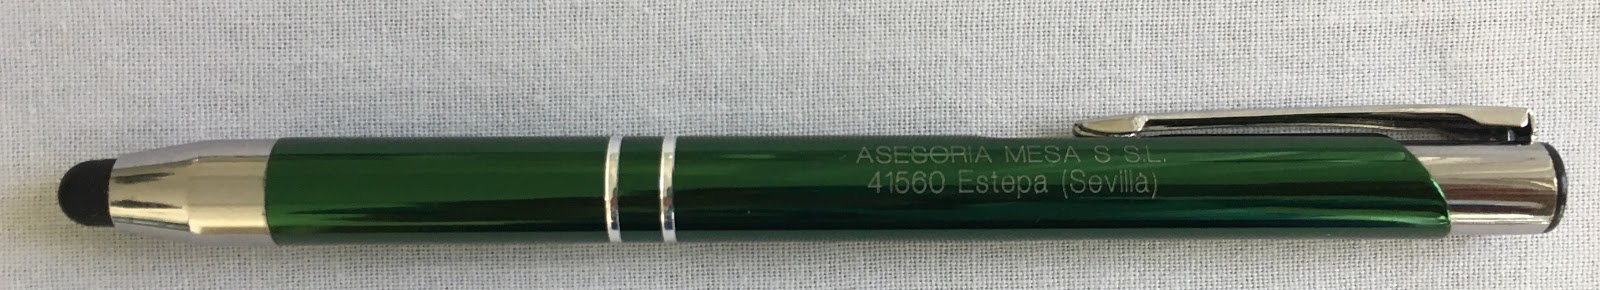 ASESORIA MESA S S.L.
41560 Estepa (Sevilla)